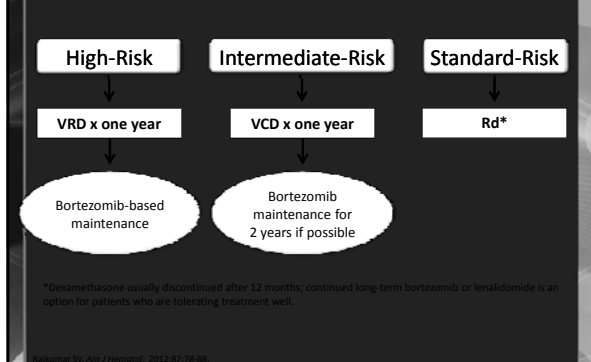 High-Risk
Intermediate-Risk
Standard-Risk
VRD x one year
VCD x one year
Rd*
Bortezomib-based
maintenance
Bortezomib
maintenance for
2 years if possible
*Dexamethasone usually discontinued after 12 months; continued long-term bortezomib or lenalidomide is an
option for patients who are tolerating treatment well.
Rajkumar SV. Am J Hematol. 2012;87:78-88.